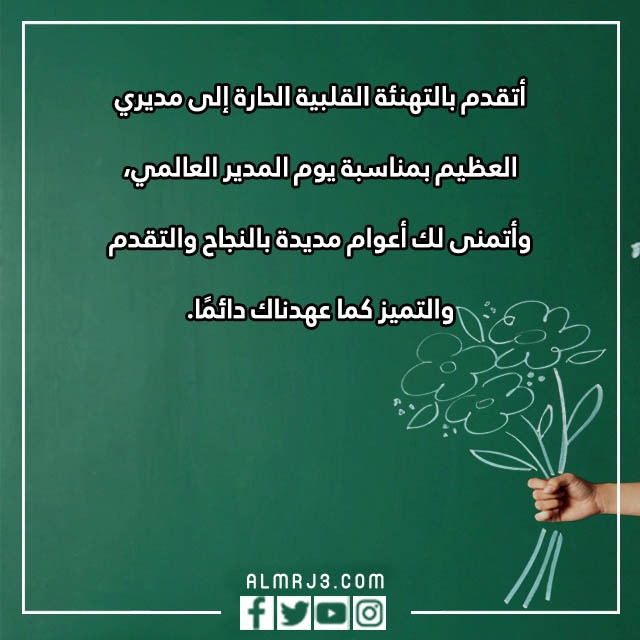 أتقدم بالتهنئة القلبية الحارة إلى مديري
العظيم بمناسبة يوم المدير العالمي،
وأتمنى لك أعوام مديدة بالنجاح والتقدم
والتميز كما عهدناك دائمًا.
ALMRJ3.COM